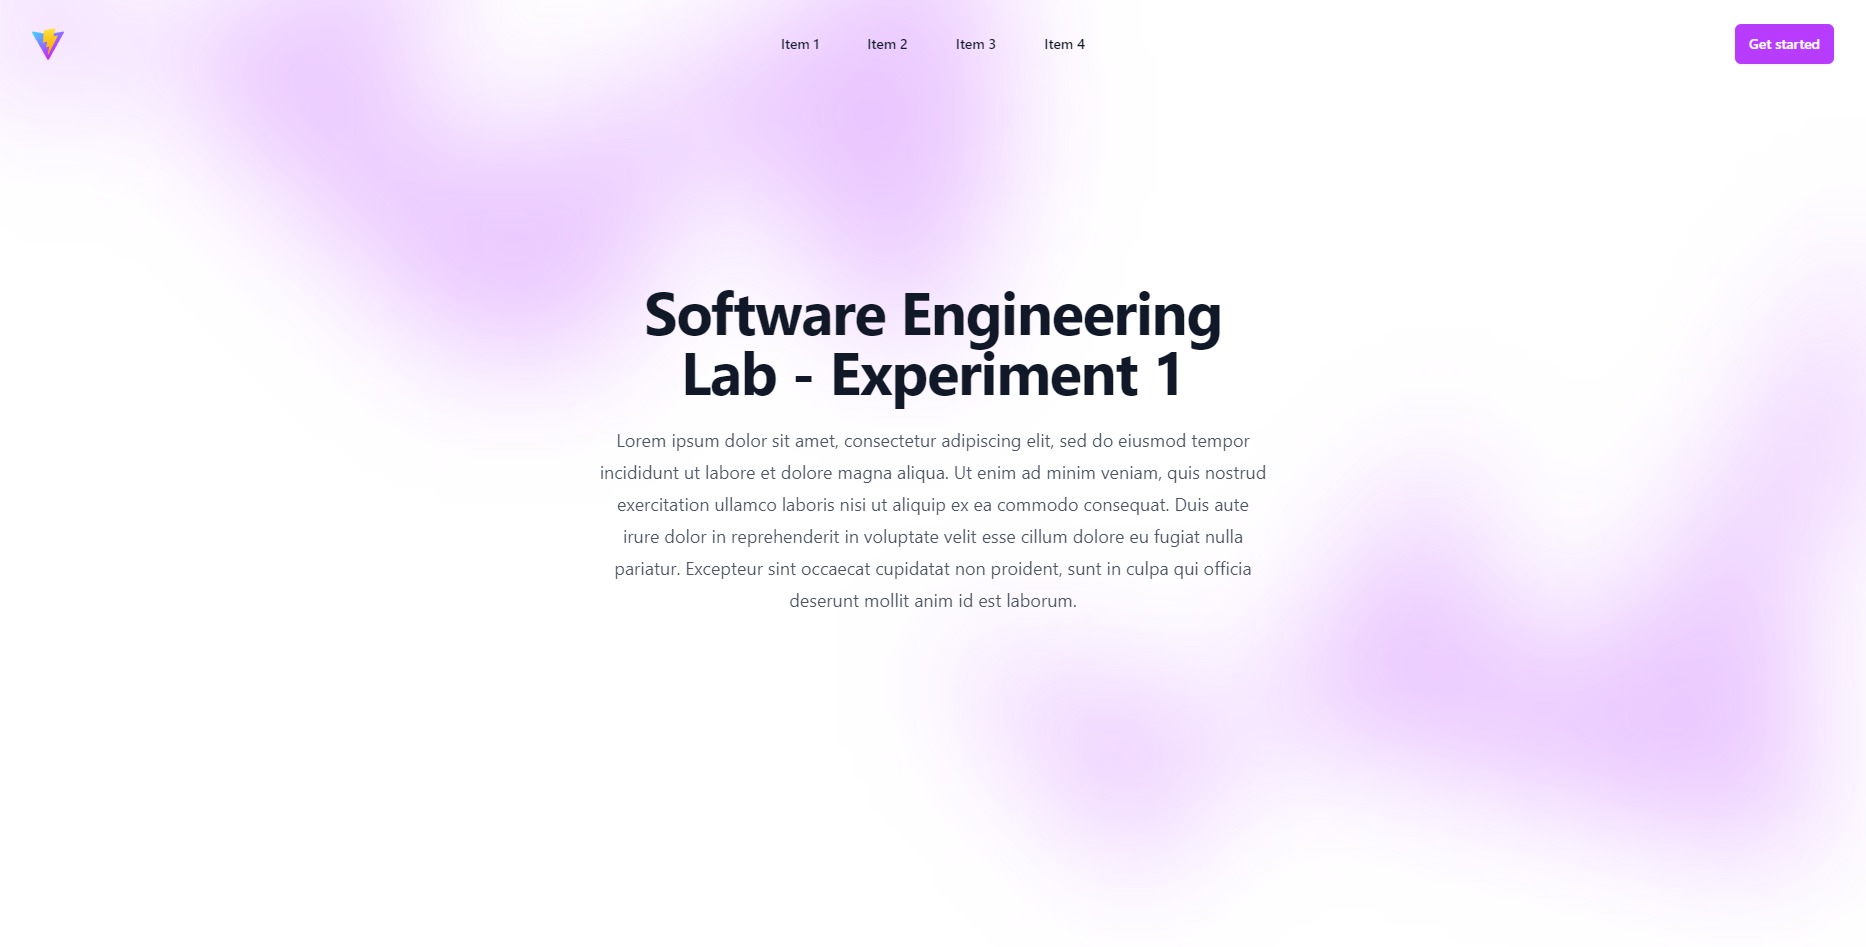 Item 1
Item 2
Item 3
Item 4
Get started
Software Engineering
Lab - Experiment 1
Lorem ipsum dolor sit amet, consectetur adipiscing elit, sed do eiusmod tempor
incididunt ut labore et dolore magna aliqua. Ut enim ad minim veniam, quis nostrud
exercitation ullamco laboris nisi ut aliquip ex ea commodo consequat. Duis aute
irure dolor in reprehenderit in voluptate velit esse cillum dolore eu fugiat nulla
pariatur. Excepteur sint occaecat cupidatat non proident, sunt in culpa qui officia
deserunt mollit anim id est laborum.